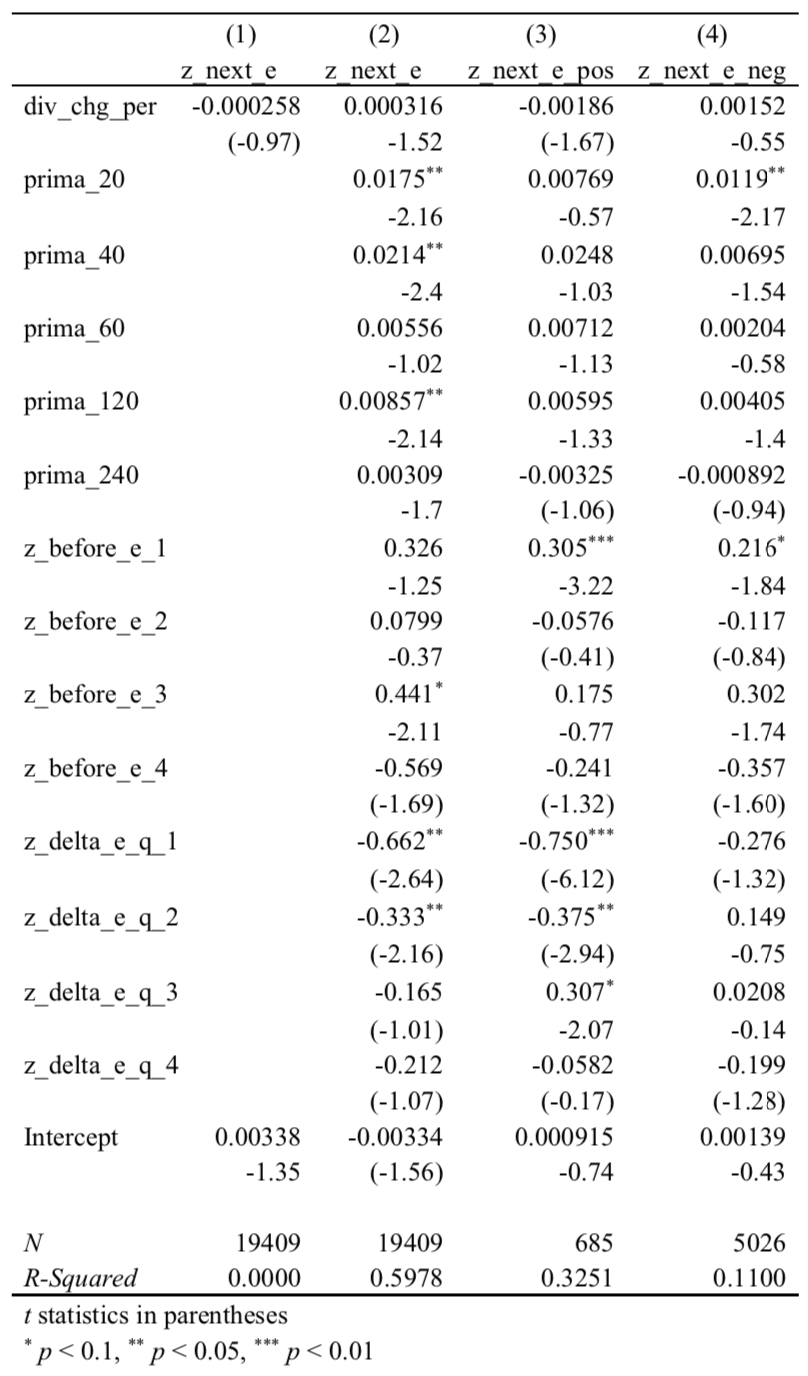 (1) (2) (3) (4)
z_next_e z_next_e z_next_e_pos z_next_e_neg
div_chg_per -0.000258 0.000316 -0.00186 0.00152
(-0.97) -1.52 (-1.67) -0.55
prima_20 0.0175** 0.00769 0.0119**
-2.16 -0.57 -2.17
prima_40 0.0214** 0.0248 0.00695
-2.4 -1.03 -1.54
prima_60 0.00556 0.00712 0.00204
-1.02 -1.13 -0.58
prima_120 0.00857** 0.00595 0.00405
-2.14 -1.33 -1.4
prima_240 0.00309 -0.00325 -0.000892
-1.7 (-1.06) (-0.94)
z_before_e_1 0.326 0.305*** 0.216*
-1.25 -3.22 -1.84
z_before_e_2 0.0799 -0.0576 -0.117
-0.37 (-0.41) (-0.84)
z_before_e_3 0.441* 0.175 0.302
-2.11 -0.77 -1.74
z_before_e_4 -0.569 -0.241 -0.357
(-1.69) (-1.32) (-1.60)
z_delta_e_q_1 -0.662** -0.750*** -0.276
(-2.64) (-6.12) (-1.32)
z_delta_e_q_2 -0.333** -0.375** 0.149
(-2.16) (-2.94) -0.75
z_delta_e_q_3 -0.165 0.307* 0.0208
(-1.01) -2.07 -0.14
z_delta_e_q_4 -0.212 -0.0582 -0.199
(-1.07) (-0.17) (-1.28)
Intercept 0.00338 -0.00334 0.000915 0.00139
-1.35 (-1.56) -0.74 -0.43
N 19409 19409 685 5026
R-Squared 0.0000 0.5978 0.3251 0.1100
t statistics in parentheses
* p < 0.1, ** p < 0.05, *** p < 0.01